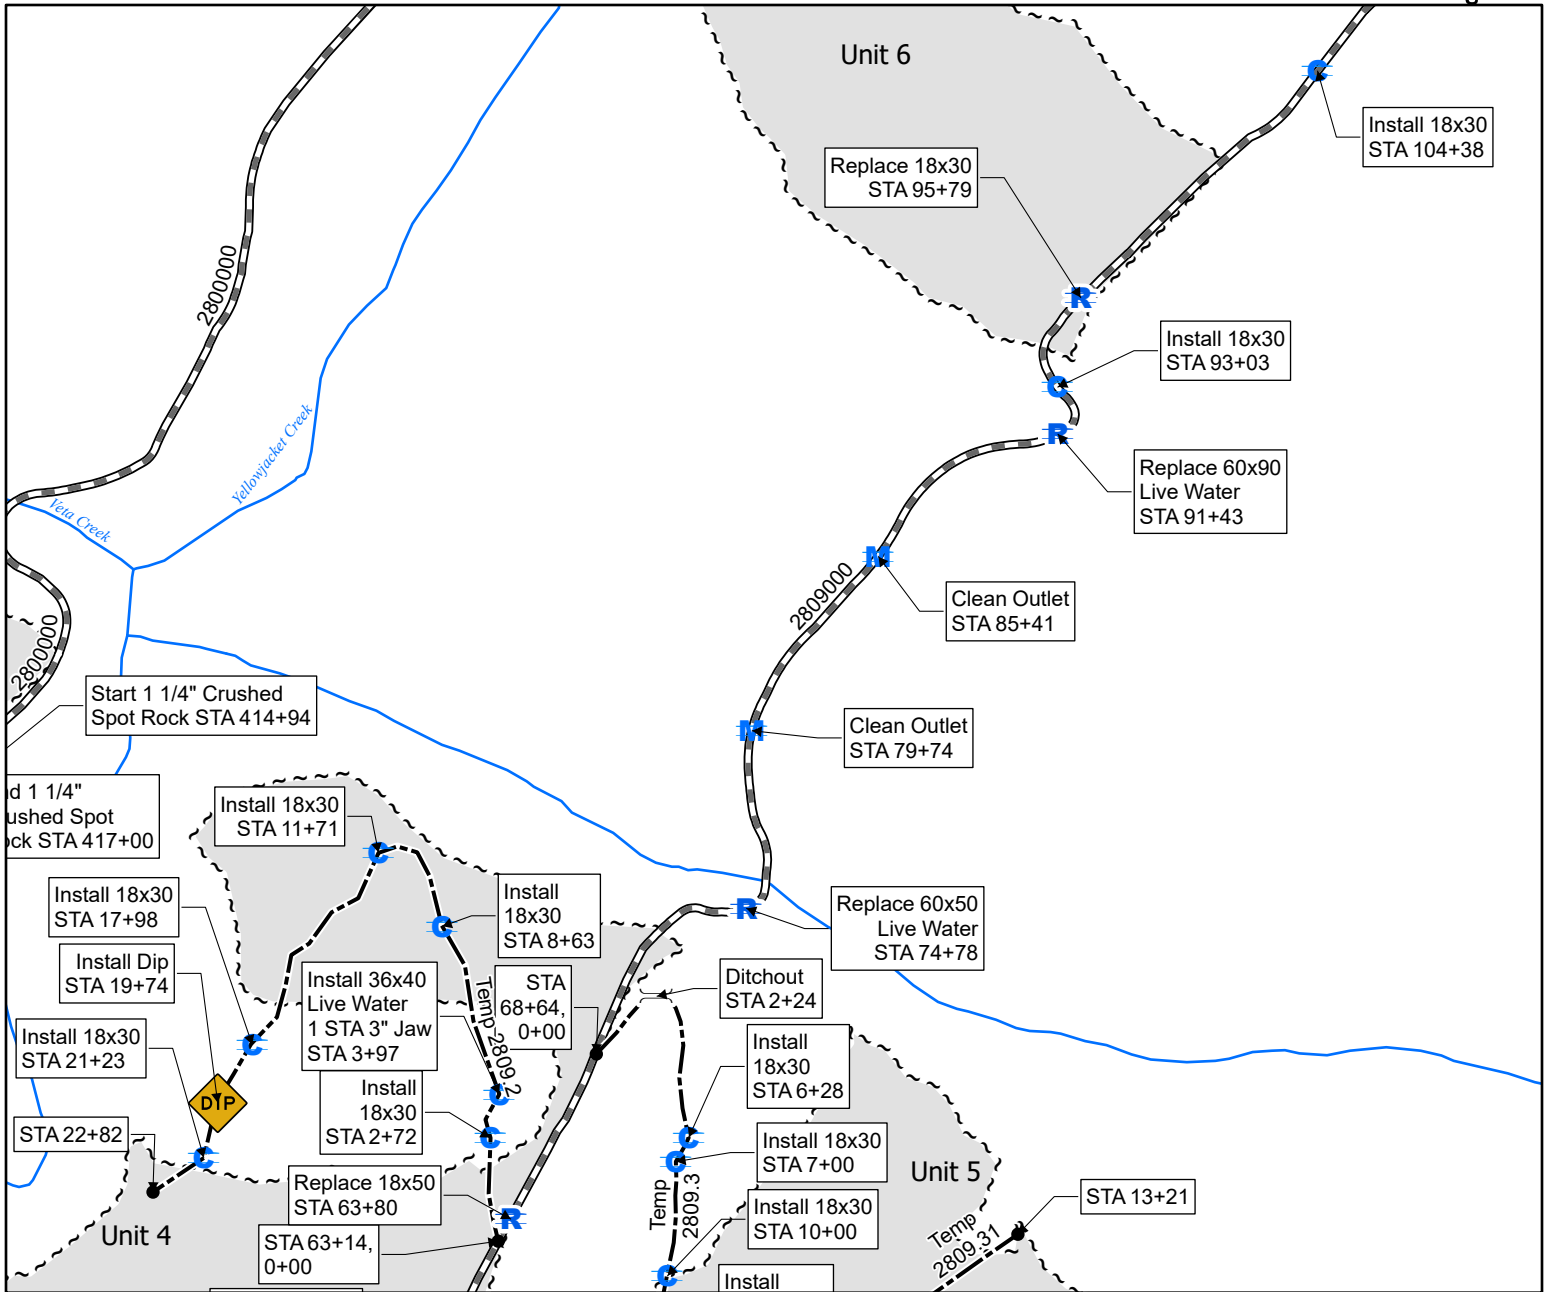 Unit 6
Install 18x30
STA 104+38
Replace 18x30
STA 95+79
2800000
Install 18x30
STA 93+03
Yellowjacket Creek
Veta Creek
Replace 60x90
Live Water
STA 91+43
2809000
Clean Outlet
STA 85+41
2800000
Start 1 1/4" Crushed
Spot Rock STA 414+94
Clean Outlet
STA 79+74
1 1/4"
Spot
STA 417+00
Install 18x30
STA 11+71
Install 18x30
STA 17+98
Install
18x30
STA 8+63
Replace 60x50
Live Water
STA 74+78
Install Dip
STA 19+74
Install 36x40
Live Water
1 STA 3" Jaw
STA 3+97
Temp 2809.2
STA
68+64,
0+00
Ditchout
STA 2+24
Install 18x30
STA 21+23
DIP
Install
18x30
STA 6+28
Install
18x30
STA 2+72
STA 22+82
Install 18x30
STA 7+00
Unit 5
Replace 18x50
STA 63+80
Temp
2809.3
Install 18x30
STA 10+00
STA 13+21
Unit 4
STA 63+14,
0+00
Temp
2809.31
Install
C
R
C
R
M
M
R
C
C
C
C
C
C
C
C
R
C